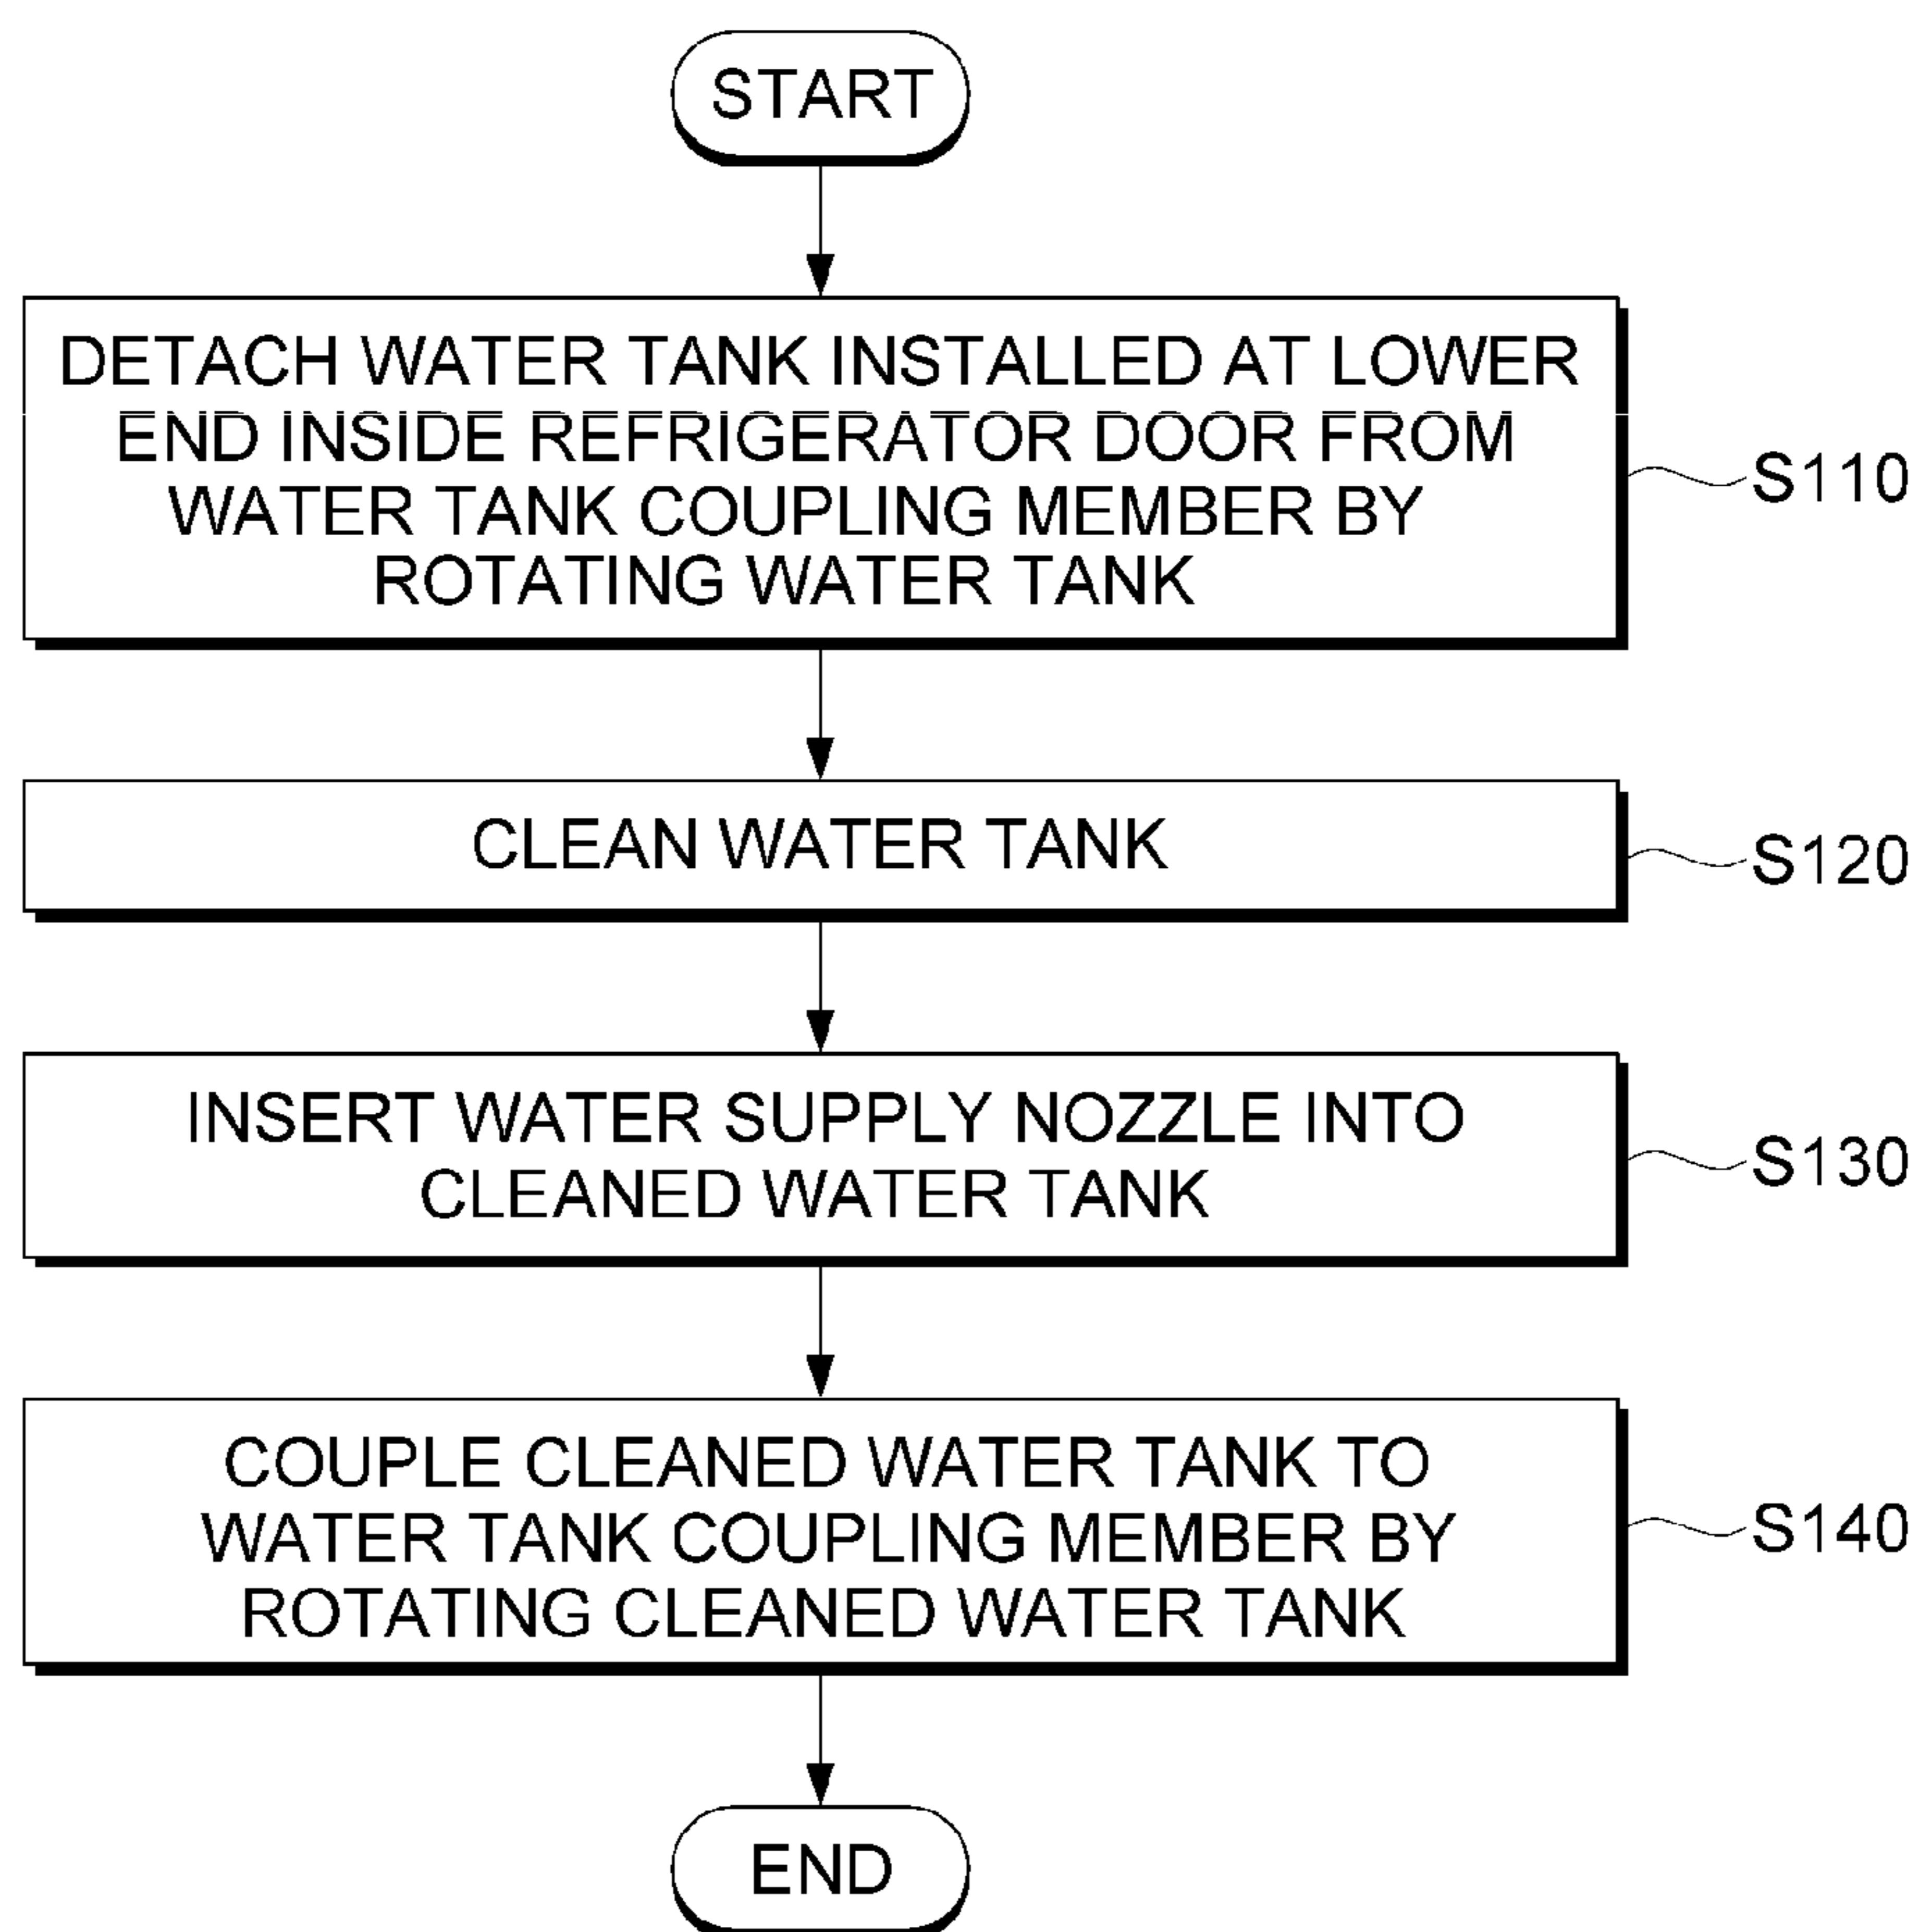 START
DETACH WATER TANK INSTALLED AT LOWER
END INSIDE REFRIGERATOR DOOR FROM
WATER TANK COUPLING MEMBER BY
ROTATING WATER TANK
S110
CLEAN WATER TANK
S120
INSERT WATER SUPPLY NOZZLE INTO
CLEANED WATER TANK
S130
COUPLE CLEANED WATER TANK TO
WATER TANK COUPLING MEMBER BY
ROTATING CLEANED WATER TANK
S140
END